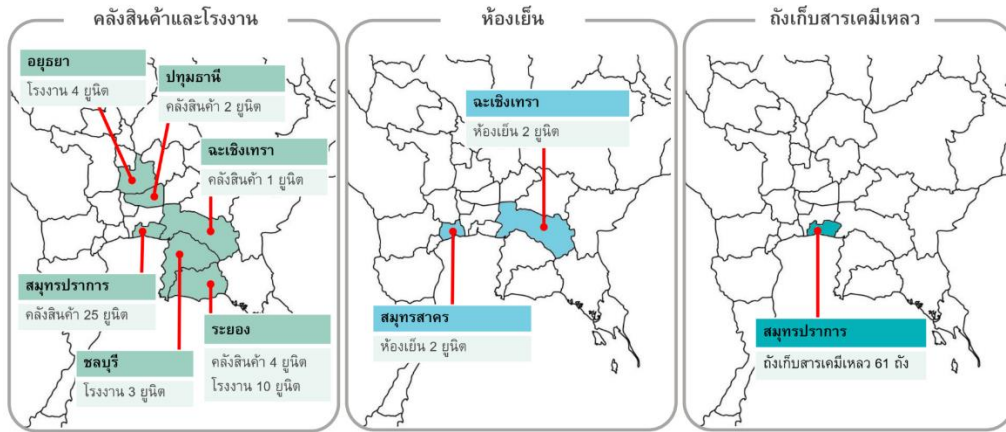 คลังสินค้าและโรงงาน
อยุธยา
โรงงาน 4 ยูนิต
ปทุมธานี
คลังสินค้า 2 ยูนิต
ฉะเชิงเทรา
คลังสินค้า 1 ยูนิต
สมุทรปราการ
คลังสินค้า 25 ยูนิต
ชลบุรี
โรงงาน 3 ยูนิต
ระยอง
คลังสินค้า 4 ยูนิต
โรงงาน 10 ยูนิต
ห้องเย็น
ฉะเชิงเทรา
ห้องเย็น 2 ยูนิต
สมุทรสาคร
ห้องเย็น 2 ยูนิต
ถังเก็บสารเคมีเหลว
สมุทรปราการ
ถังเก็บสารเคมีเหลว 61 ถัง